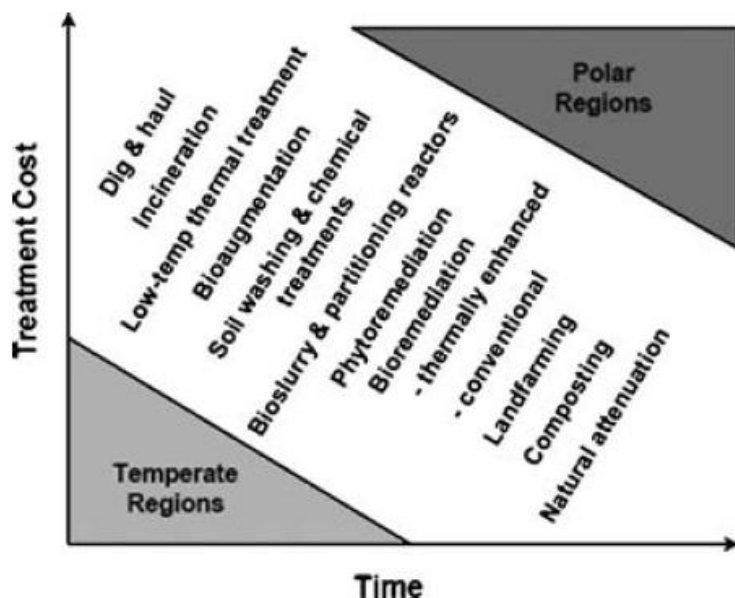 Treatment Cost
Dig & haul
Incineration
Low-temp thermal treatment
Bioaugmentation
Soil washing & chemical
treatments
Bioslurry & partitioning reactors
Phytoremediation
Bioremediation
- thermally enhanced
- conventional
Landfarming
Composting
Natural attenuation
Polar
Regions
Temperate
Regions
Time